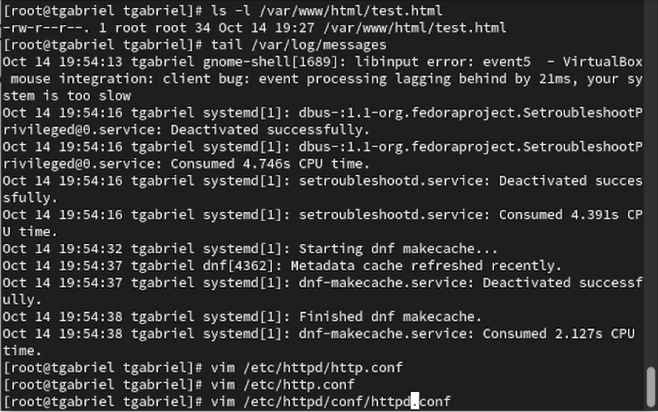 [root@tgabriel tgabriel]# ls -l /var/www/html/test.html
-rw-r--r--. 1 root root 34 Oct 14 19:27 /var/www/html/test.html
[root@tgabriel tgabriel]# tail /var/log/messages
Oct 14 19:54:13 tgabriel gnome-shell[1689]: libinput error: event5  - VirtualBox
 mouse integration: client bug: event processing lagging behind by 21ms, your sy
stem is too slow
Oct 14 19:54:16 tgabriel systemd[1]: dbus-:1.1-org.fedoraproject.SetroubleshootP
rivileged@0.service: Deactivated successfully.
Oct 14 19:54:16 tgabriel systemd[1]: dbus-:1.1-org.fedoraproject.SetroubleshootP
rivileged@0.service: Consumed 4.746s CPU time.
Oct 14 19:54:16 tgabriel systemd[1]: setroubleshootd.service: Deactivated succes
sfully.
Oct 14 19:54:16 tgabriel systemd[1]: setroubleshootd.service: Consumed 4.391s CP
U time.
Oct 14 19:54:32 tgabriel systemd[1]: Starting dnf makecache...
Oct 14 19:54:37 tgabriel dnf[4362]: Metadata cache refreshed recently.
Oct 14 19:54:37 tgabriel systemd[1]: dnf-makecache.service: Deactivated successf
ully.
Oct 14 19:54:38 tgabriel systemd[1]: Finished dnf makecache.
Oct 14 19:54:38 tgabriel systemd[1]: dnf-makecache.service: Consumed 2.127s CPU
time.
[root@tgabriel tgabriel]# vim /etc/httpd/http.conf
[root@tgabriel tgabriel]# vim /etc/http.conf
[root@tgabriel tgabriel]# vim /etc/httpd/conf/httpd.conf